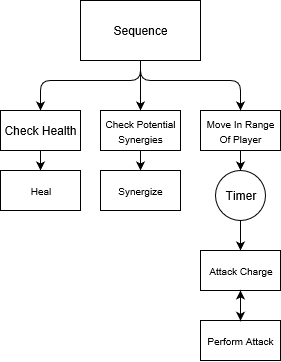 Sequence
Check Health
Check Potential
Synergies
Move In Range
Of Player
Heal
Synergize
Timer
Attack Charge
Perform Attack